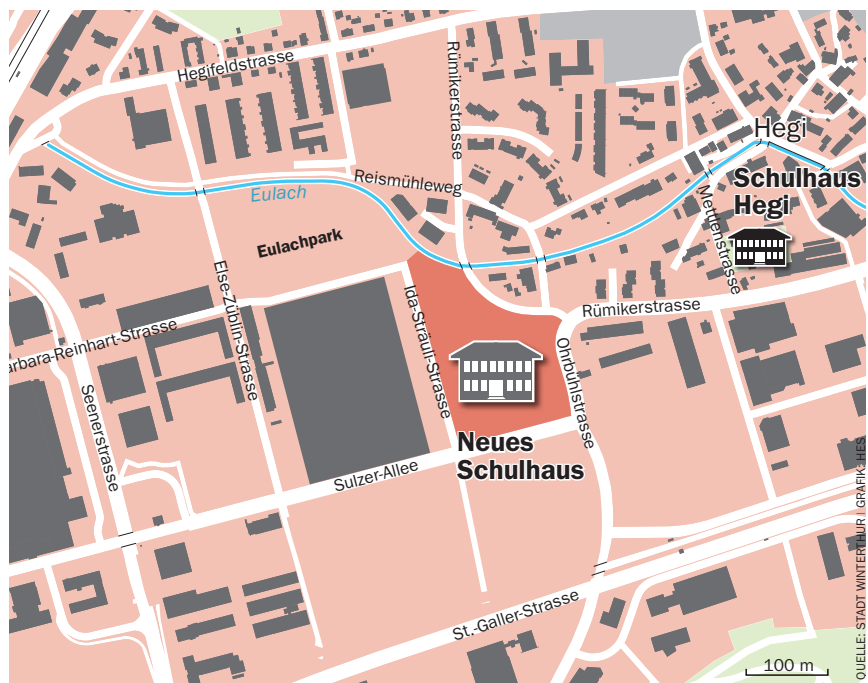 Hegifeldstrasse
Rümikerstrasse
Hegi
Reismühleweg
Eulach
Schulhaus
Hegi
Mettlenstrasse
Eulachpark
Else-Züblin-Strasse
Ida-Sträuli-Strasse
Rümikerstrasse
arbara-Reinhart-Strasse
Ohrbühlstrasse
Seenerstrasse
Neues
Schulhaus
Sulzer-Allee
St.-Galler-Strasse
100 m
QUELLE: STADT WINTERTHUR | GRAFIK: HES